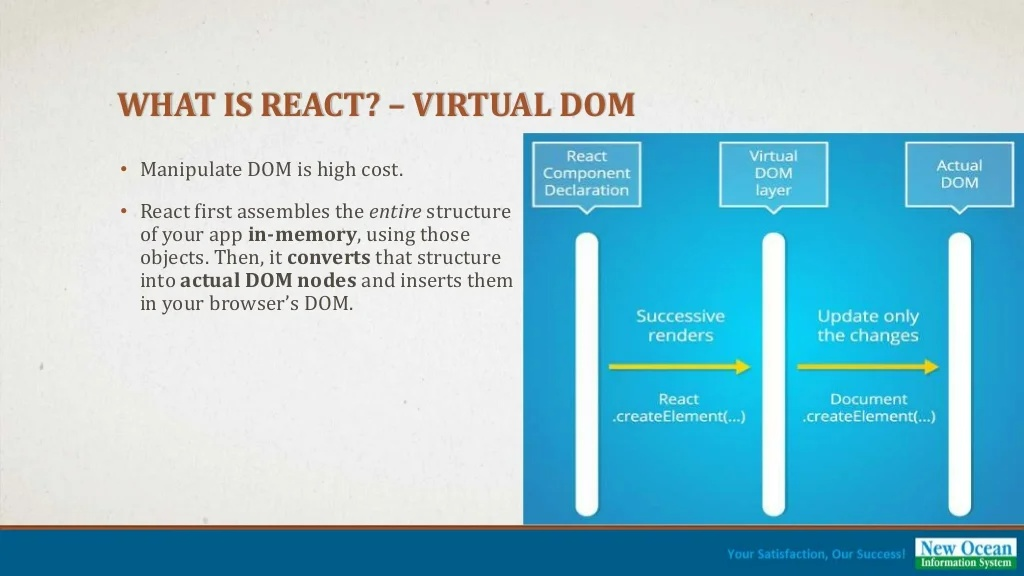 WHAT IS REACT? – VIRTUAL DOM
• Manipulate DOM is high cost.
• React first assembles the entire structure
of your app in-memory, using those
objects. Then, it converts that structure
into actual DOM nodes and inserts them
in your browser’s DOM.
React
Component
Declaration
Virtual
DOM
layer
Actual
DOM
Successive
renders
React
.createElement(...)
Update only
the changes
Document
.createElement(...)
Your Satisfaction, Our Success!
New Ocean
Information System